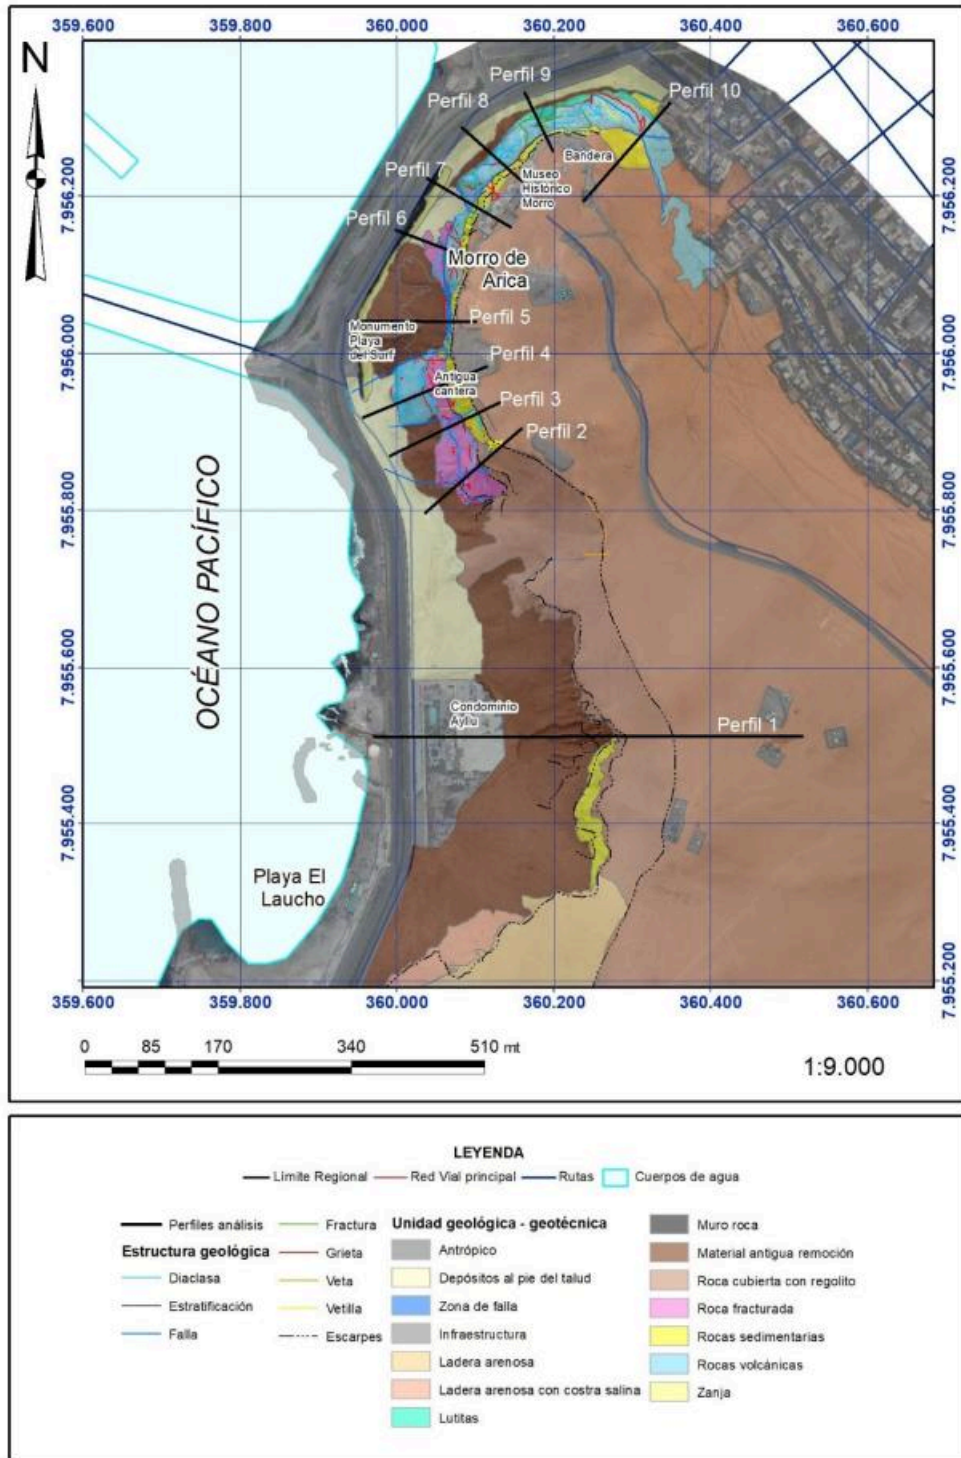 359.600
359.800
360.000
360.200
360.400
360.600
N
Perfil 9
Perfil 8
Perfil 10
Bandera
Museo
Histórico
Morro
Perfil 7
7.956.200
7.956.200
Perfil 6
Morro de
Arica
Perfil 5
Monumento
Playa
del Surf
7.956.000
7.956.000
Perfil 4
Antigua
cantera
Perfil 3
Perfil 2
OCÉANO PACÍFICO
7.955.800
7.955.800
7.955.600
7.955.600
Condominio
Ayllu
Perfil 1
7.955.400
7.955.400
Playa El
Laucho
7.955.200
7.955.200
359.600
359.800
360.000
360.200
360.400
360.600
0 85 170 340 510 mt
1:9.000
LEYENDA
Límite Regional
Red Vial principal
Rutas
Cuerpos de agua
Perfiles análisis
Estructura geológica
Diaclasa
Estratificación
Falla
Fractura
Grieta
Veta
Vetilla
Escarpes
Unidad geológica - geotécnica
Antrópico
Depósitos al pie del talud
Zona de falla
Infraestructura
Ladera arenosa
Ladera arenosa con costra salina
Lutitas
Muro roca
Material antigua remoción
Roca cubierta con regolito
Roca fracturada
Rocas sedimentarias
Rocas volcánicas
Zanja